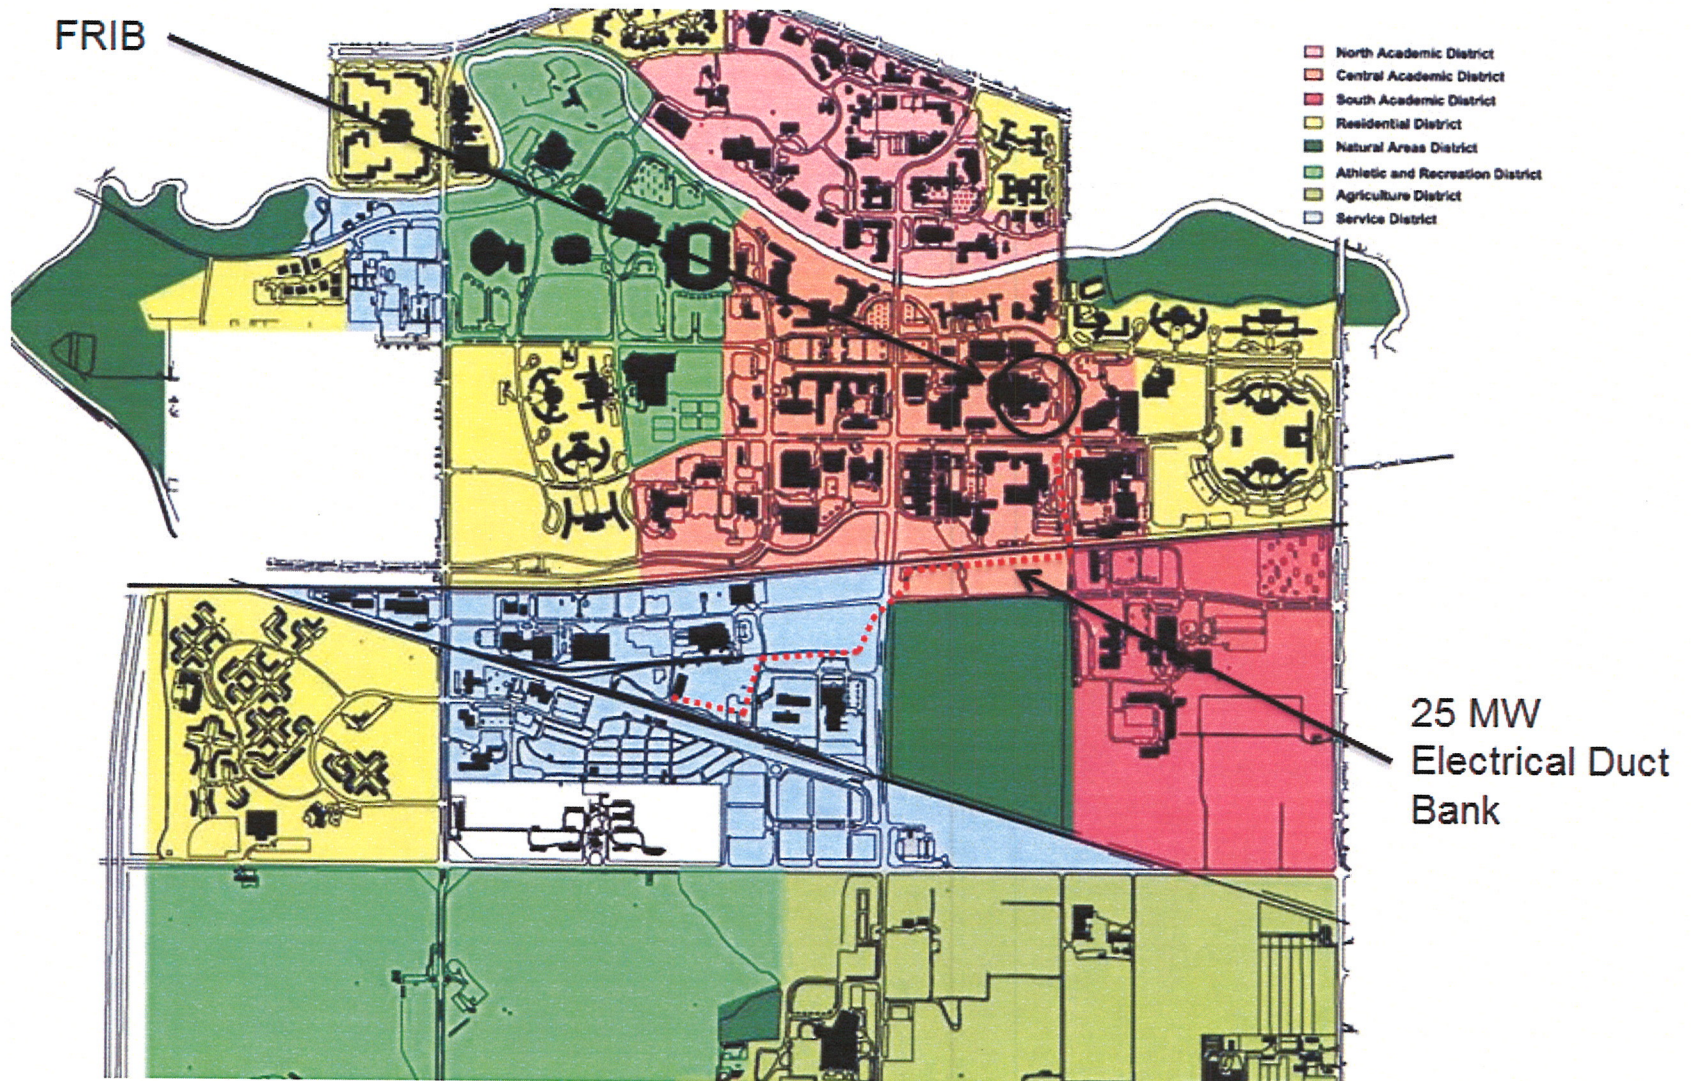 FRIB
North Academic District
Central Academic District
South Academic District
Residential District
Natural Areas District
Athletic and Recreation District
Agriculture District
Service District
25 MW
Electrical Duct
Bank